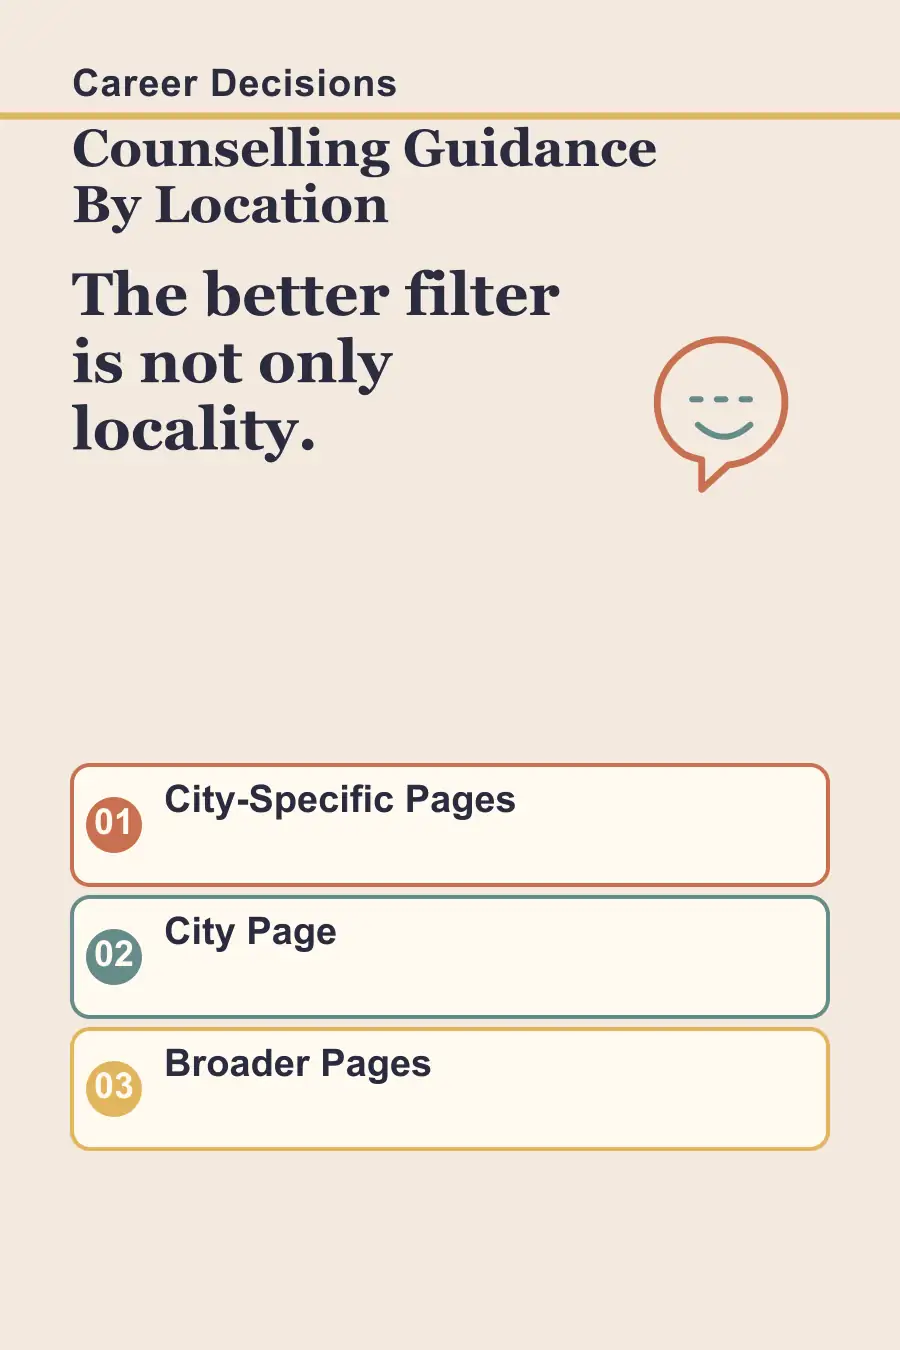 Career Decisions
Counselling Guidance
By Location
The better filter
is not only
locality.
01 City-Specific Pages
02 City Page
03 Broader Pages